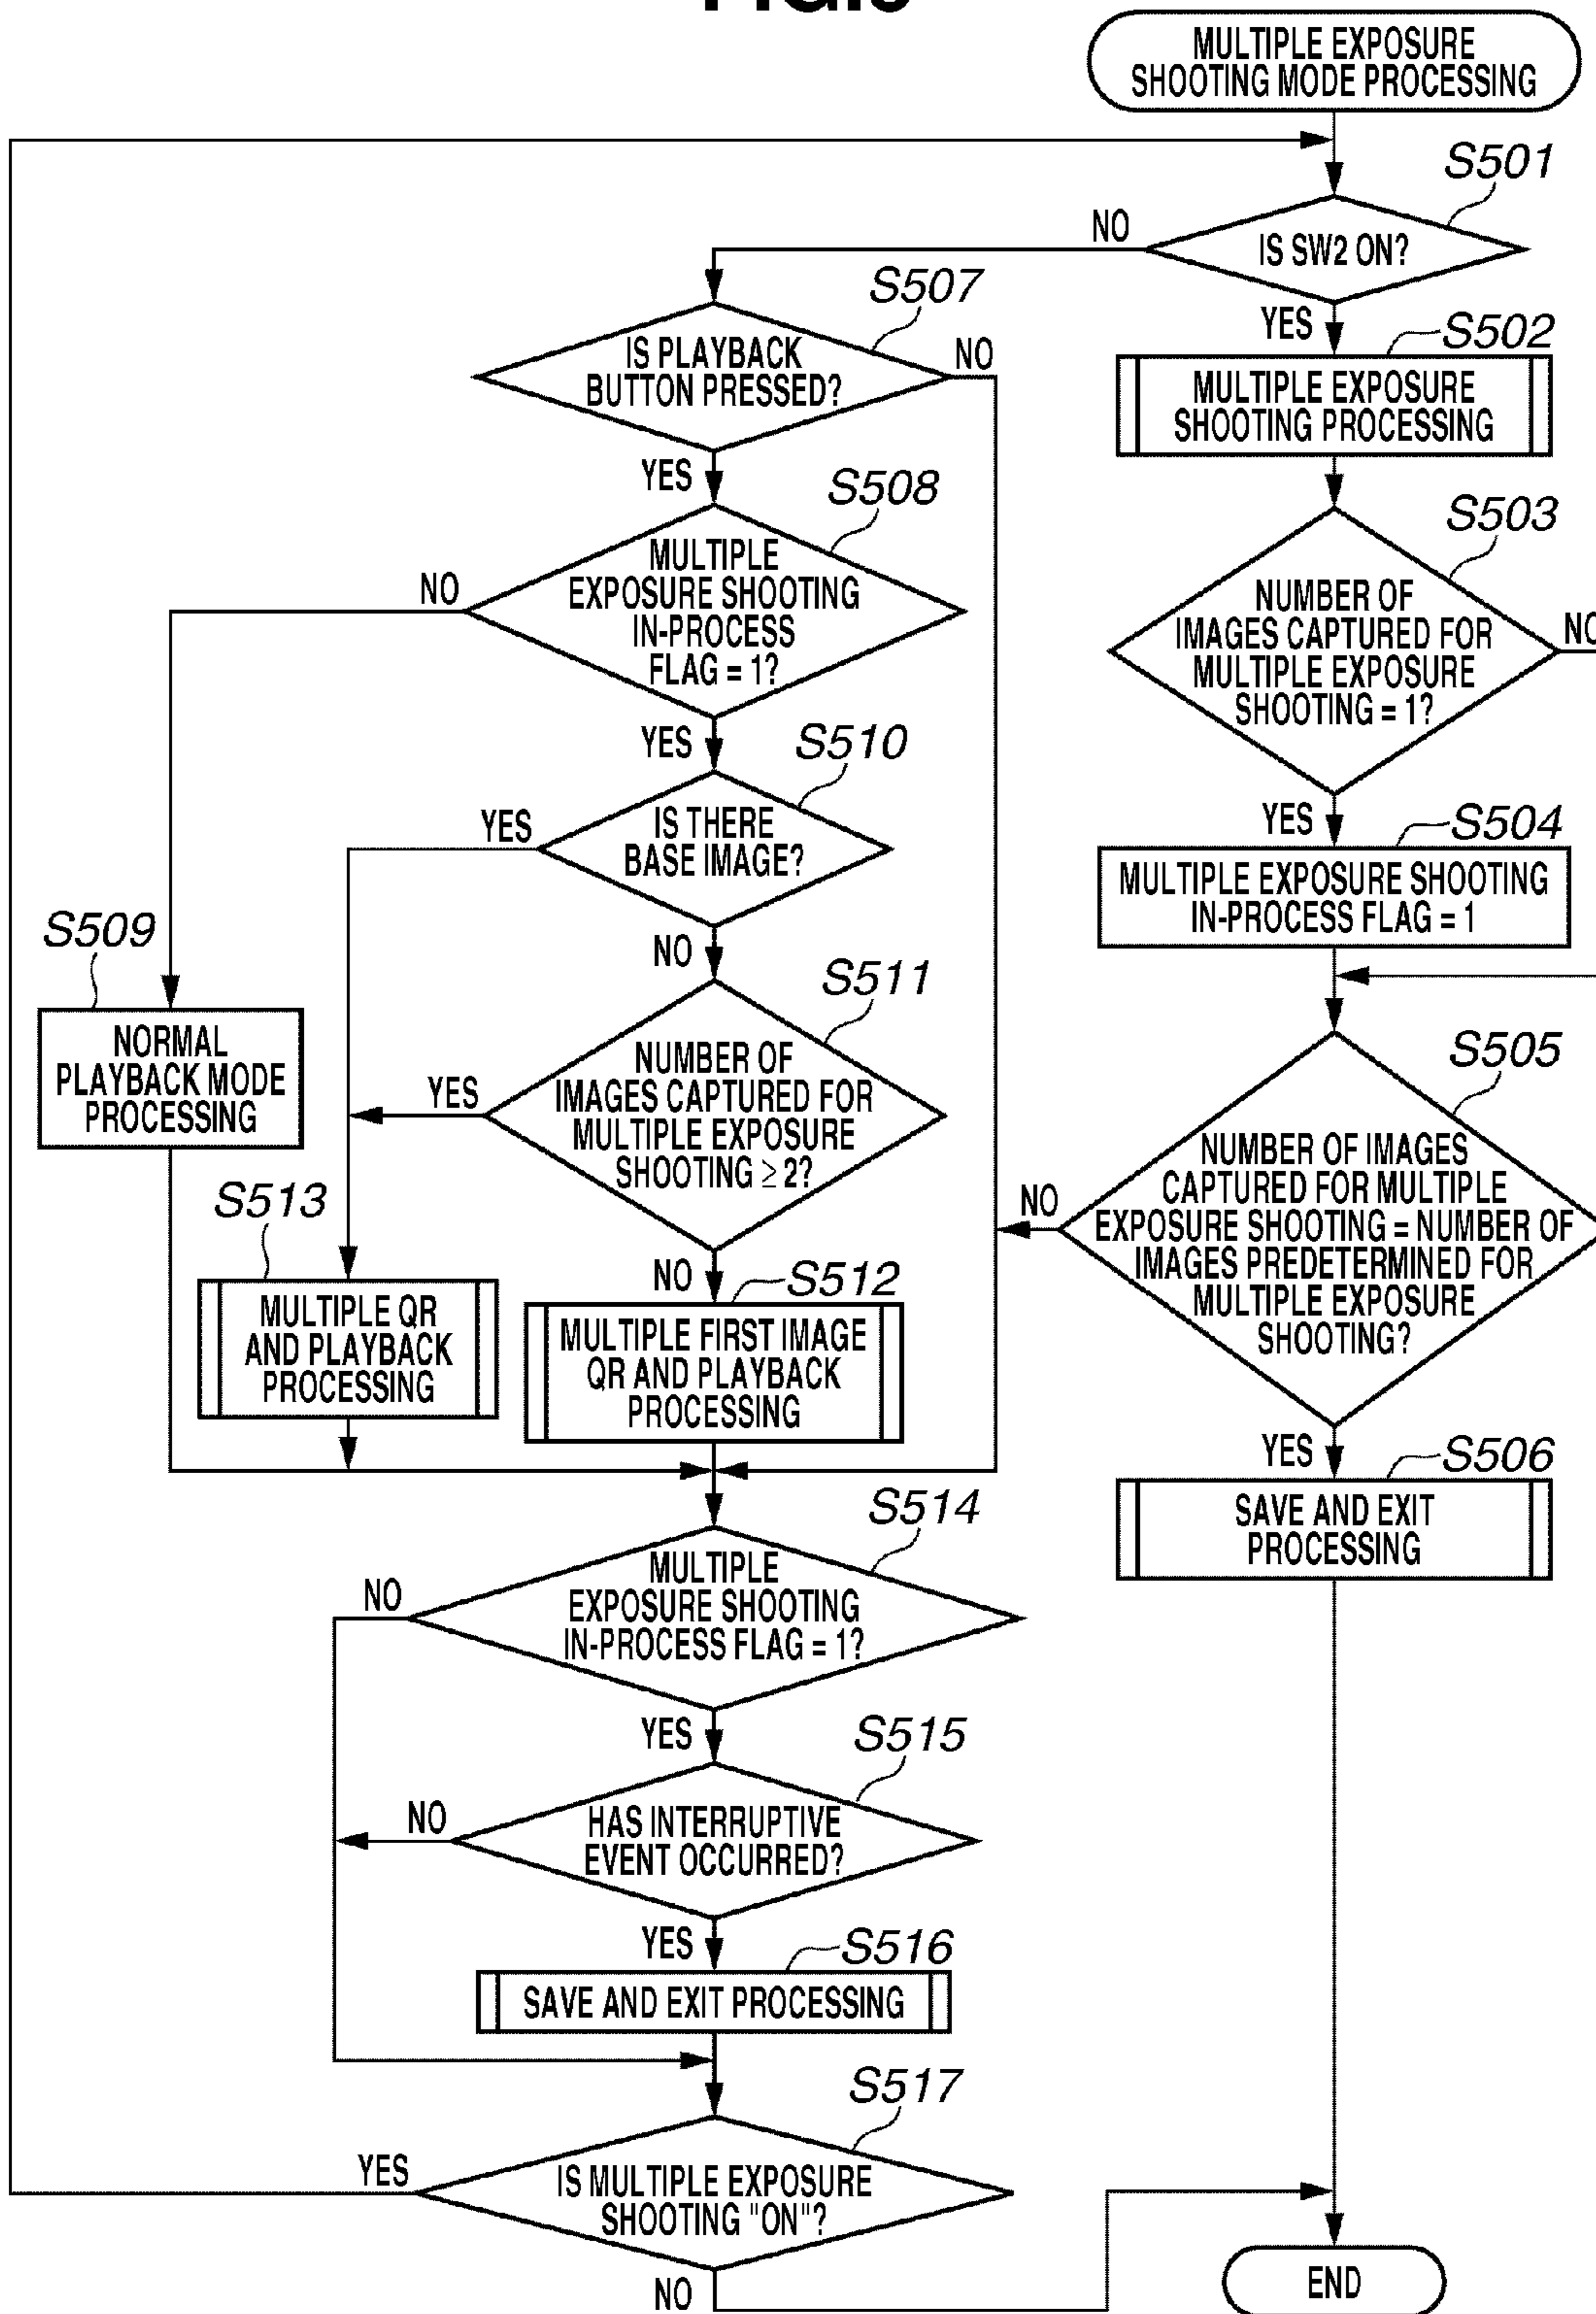 MULTIPLE EXPOSURE
SHOOTING MODE PROCESSING
S501
IS SW2 ON?
NO
YES
S502
MULTIPLE EXPOSURE
SHOOTING PROCESSING
S503
NUMBER OF
IMAGES CAPTURED FOR
MULTIPLE EXPOSURE
SHOOTING = 1?
NO
YES
S504
MULTIPLE EXPOSURE SHOOTING
IN-PROCESS FLAG = 1
S505
NUMBER OF IMAGES
CAPTURED FOR MULTIPLE
EXPOSURE SHOOTING = NUMBER OF
IMAGES PREDETERMINED FOR
MULTIPLE EXPOSURE
SHOOTING?
NO
YES
S506
SAVE AND EXIT
PROCESSING
S507
IS PLAYBACK
BUTTON PRESSED?
NO
YES
S508
MULTIPLE
EXPOSURE SHOOTING
IN-PROCESS
FLAG = 1?
NO
YES
S509
NORMAL
PLAYBACK MODE
PROCESSING
S510
IS THERE
BASE IMAGE?
YES
NO
S511
NUMBER OF
IMAGES CAPTURED FOR
MULTIPLE EXPOSURE
SHOOTING ≥ 2?
YES
NO
S512
MULTIPLE FIRST IMAGE
QR AND PLAYBACK
PROCESSING
S513
MULTIPLE QR
AND PLAYBACK
PROCESSING
S514
MULTIPLE
EXPOSURE SHOOTING
IN-PROCESS FLAG = 1?
NO
YES
S515
HAS INTERRUPTIVE
EVENT OCCURRED?
NO
YES
S516
SAVE AND EXIT PROCESSING
S517
IS MULTIPLE EXPOSURE
SHOOTING "ON"?
YES
NO
END